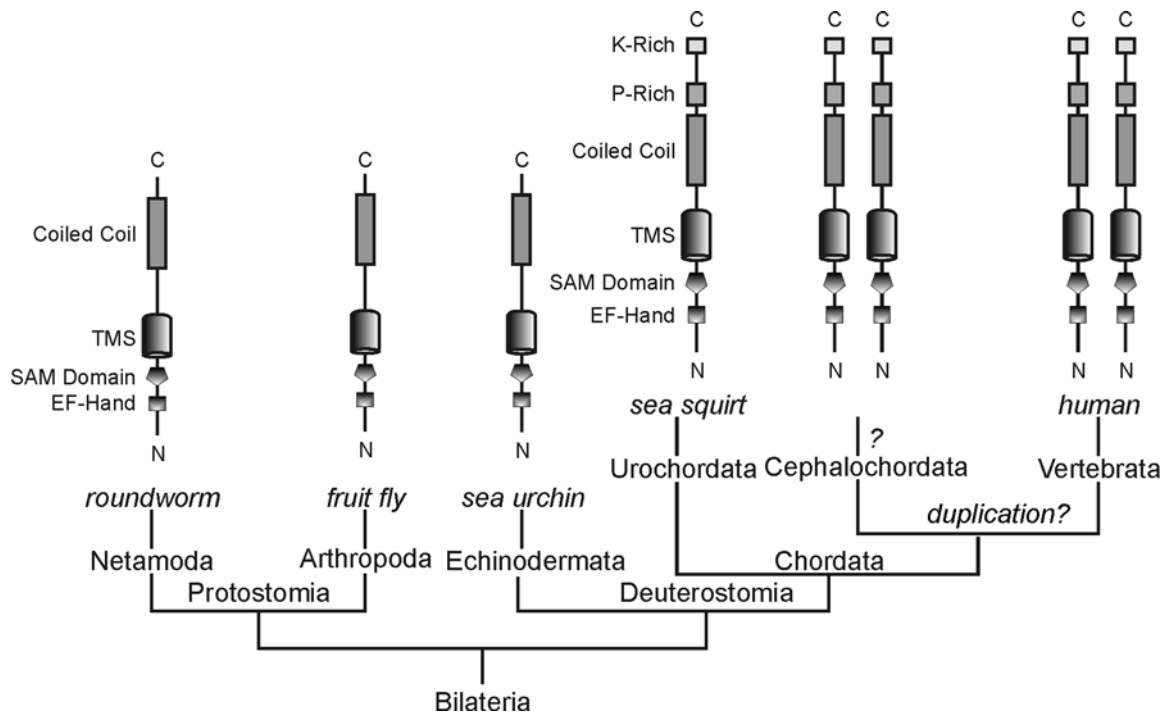 C C C C C
K-Rich
P-Rich
Coiled Coil
TMS
SAM Domain
EF-Hand
N N N N N
sea squirt human
?
Urochordata Cephalochordata Vertebrata
duplication?
Chordata
C C C
Coiled Coil
TMS
SAM Domain
EF-Hand
N N N
roundworm fruit fly sea urchin
Netamoda Arthropoda Echinodermata
Protostomia Deuterostomia
Bilateria